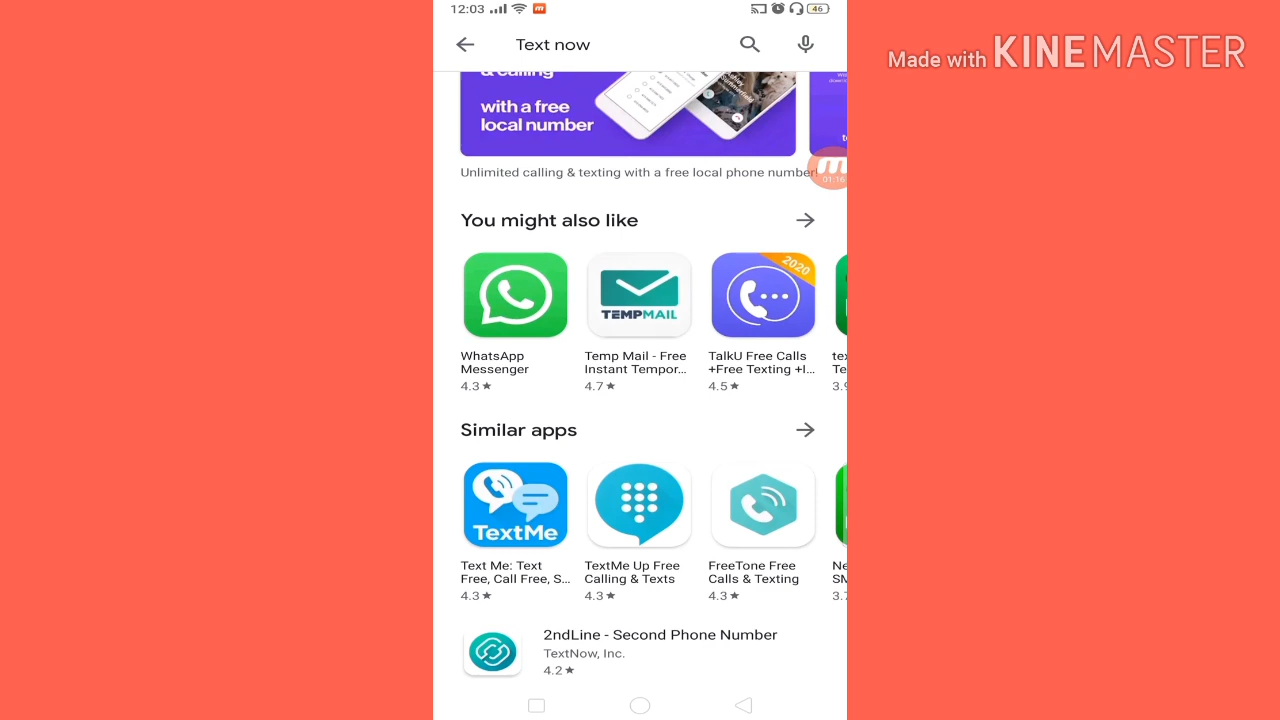 12:03
46
Text now
Made with KINEMASTER
& calling
with a free
local number
Unlimited calling & texting with a free local phone number!
01:16
You might also like
2020
TEMPMAIL
WhatsApp
Messenger
4.3★
Temp Mail - Free
Instant Tempor...
4.7★
TalkU Free Calls
+Free Texting +I...
4.5★
3.9
Similar apps
TextMe
Text Me: Text
Free, Call Free, S...
4.3★
TextMe Up Free
Calling & Texts
4.3★
FreeTone Free
Calls & Texting
4.3★
Ne
SM
3.7
2ndLine - Second Phone Number
TextNow, Inc.
4.2★